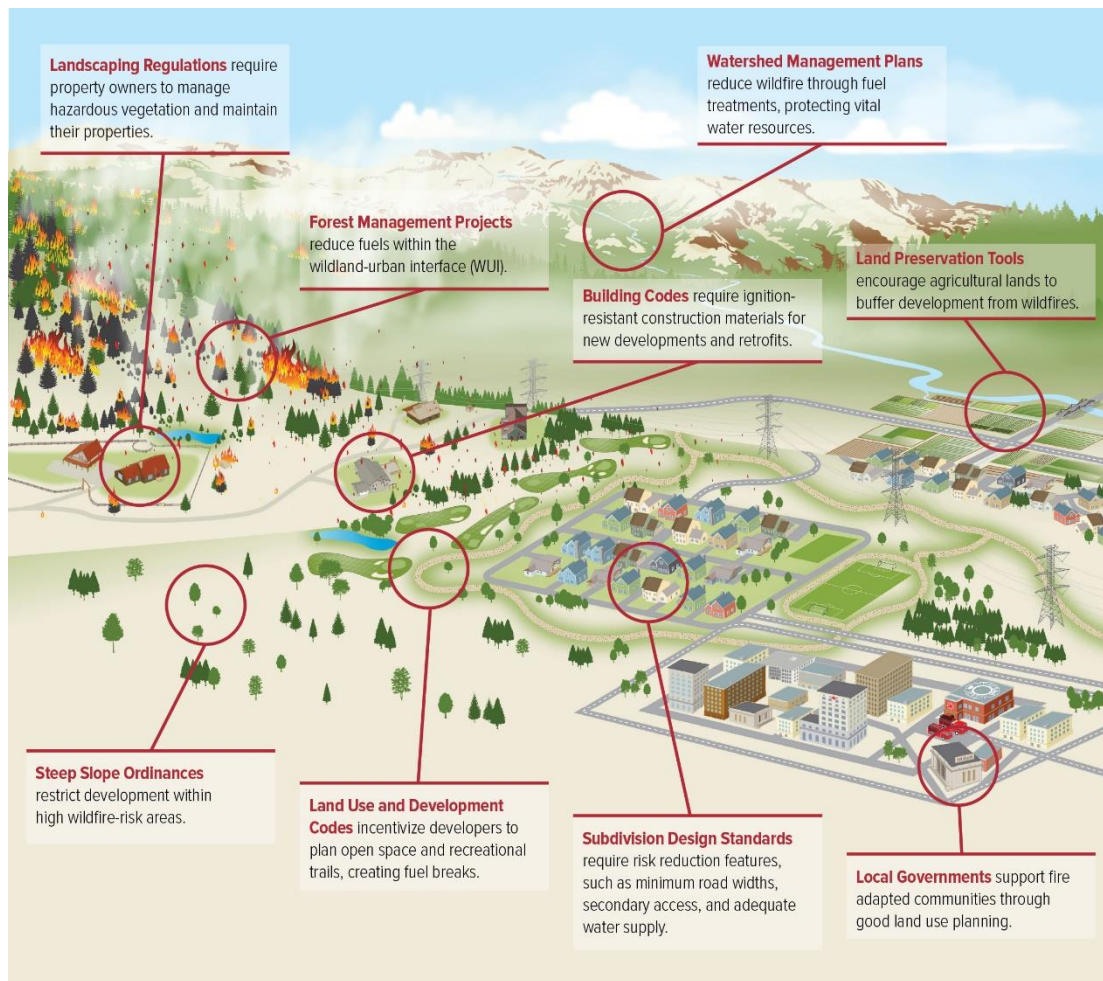 Landscaping Regulations require
property owners to manage
hazardous vegetation and maintain
their properties.
Watershed Management Plans
reduce wildfire through fuel
treatments, protecting vital
water resources.
Forest Management Projects
reduce fuels within the
wildland-urban interface (WUI).
Building Codes require ignition-
resistant construction materials for
new developments and retrofits.
Land Preservation Tools
encourage agricultural lands to
buffer development from wildfires.
Steep Slope Ordinances
restrict development within
high wildfire-risk areas.
Land Use and Development
Codes incentivize developers to
plan open space and recreational
trails, creating fuel breaks.
Subdivision Design Standards
require risk reduction features,
such as minimum road widths,
secondary access, and adequate
water supply.
Local Governments support fire
adapted communities through
good land use planning.